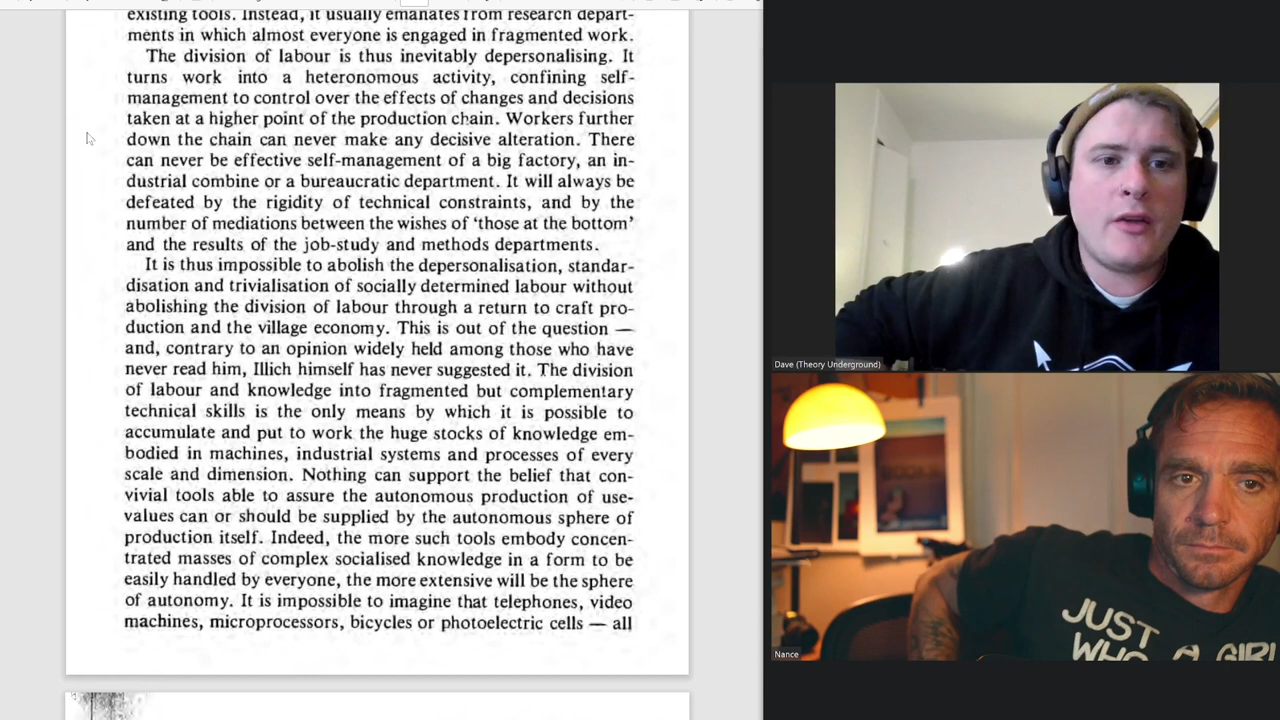 existing tools. Instead, it usually emanates from research depart-
ments in which almost everyone is engaged in fragmented work.
The division of labour is thus inevitably depersonalising. It
turns work into a heteronomous activity, confining self-
management to control over the effects of changes and decisions
taken at a higher point of the production chain. Workers further
down the chain can never make any decisive alteration. There
can never be effective self-management of a big factory, an in-
dustrial combine or a bureaucratic department. It will always be
defeated by the rigidity of technical constraints, and by the
number of mediations between the wishes of ‘those at the bottom’
and the results of the job-study and methods departments.
It is thus impossible to abolish the depersonalisation, standar-
disation and trivialisation of socially determined labour without
abolishing the division of labour through a return to craft pro-
duction and the village economy. This is out of the question —
and, contrary to an opinion widely held among those who have
never read him, Illich himself has never suggested it. The division
of labour and knowledge into fragmented but complementary
technical skills is the only means by which it is possible to
accumulate and put to work the huge stocks of knowledge em-
bodied in machines, industrial systems and processes of every
scale and dimension. Nothing can support the belief that con-
vivial tools able to assure the autonomous production of use-
values can or should be supplied by the autonomous sphere of
production itself. Indeed, the more such tools embody concen-
trated masses of complex socialised knowledge in a form to be
easily handled by everyone, the more extensive will be the sphere
of autonomy. It is impossible to imagine that telephones, video
machines, microprocessors, bicycles or photoelectric cells — all
Dave (Theory Underground)
JUST
A GIRL
Nance